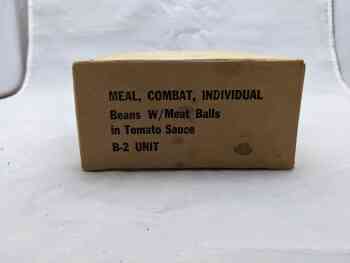 MEAL, COMBAT, INDIVIDUAL
Beans W/Meat Balls
in Tomato Sauce
B-2 UNIT